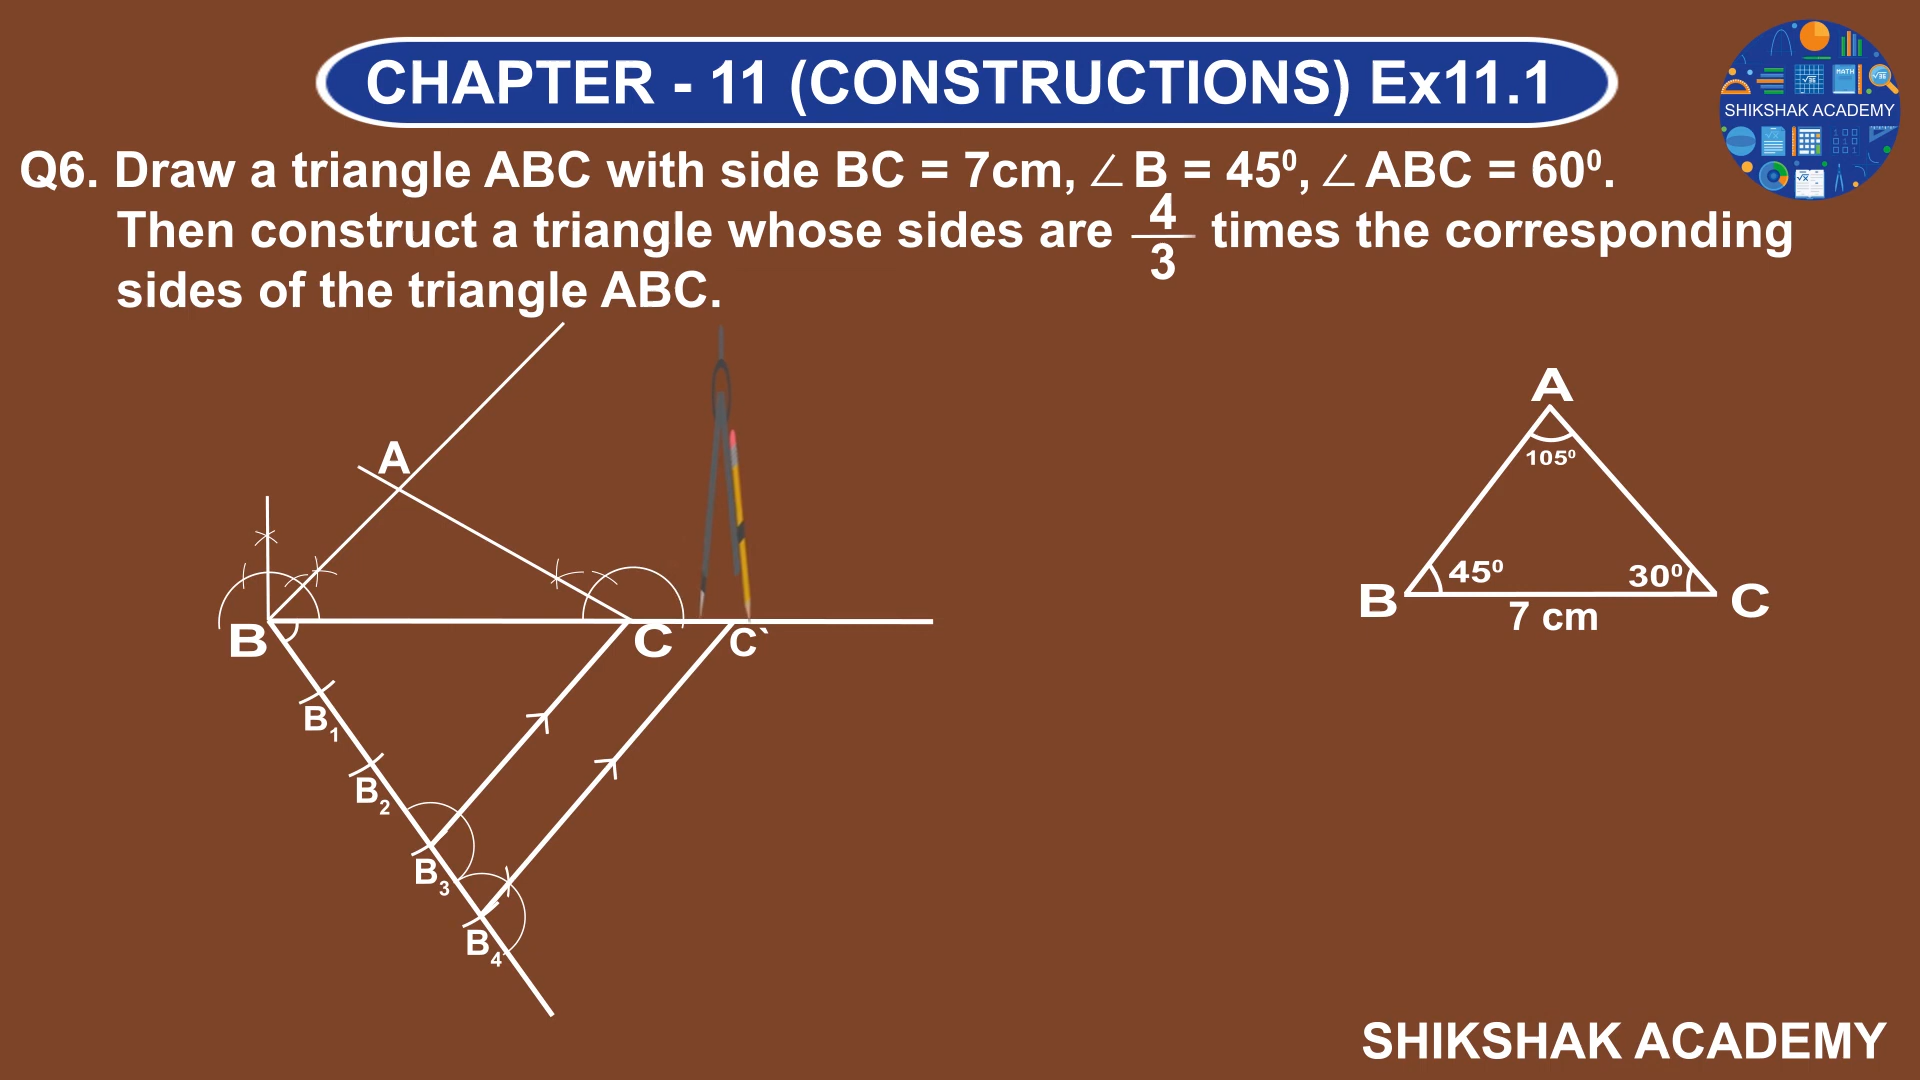 CHAPTER - 11 (CONSTRUCTIONS) Ex11.1
SHIKSHAK ACADEMY
Q6. Draw a triangle ABC with side BC = 7cm, ∠B = 45⁰, ∠ABC = 60⁰.
Then construct a triangle whose sides are 4/3 times the corresponding
sides of the triangle ABC.
A
B
C
C`
B₁
B₂
B₃
B₄
A
105⁰
45⁰
30⁰
B
C
7 cm
SHIKSHAK ACADEMY